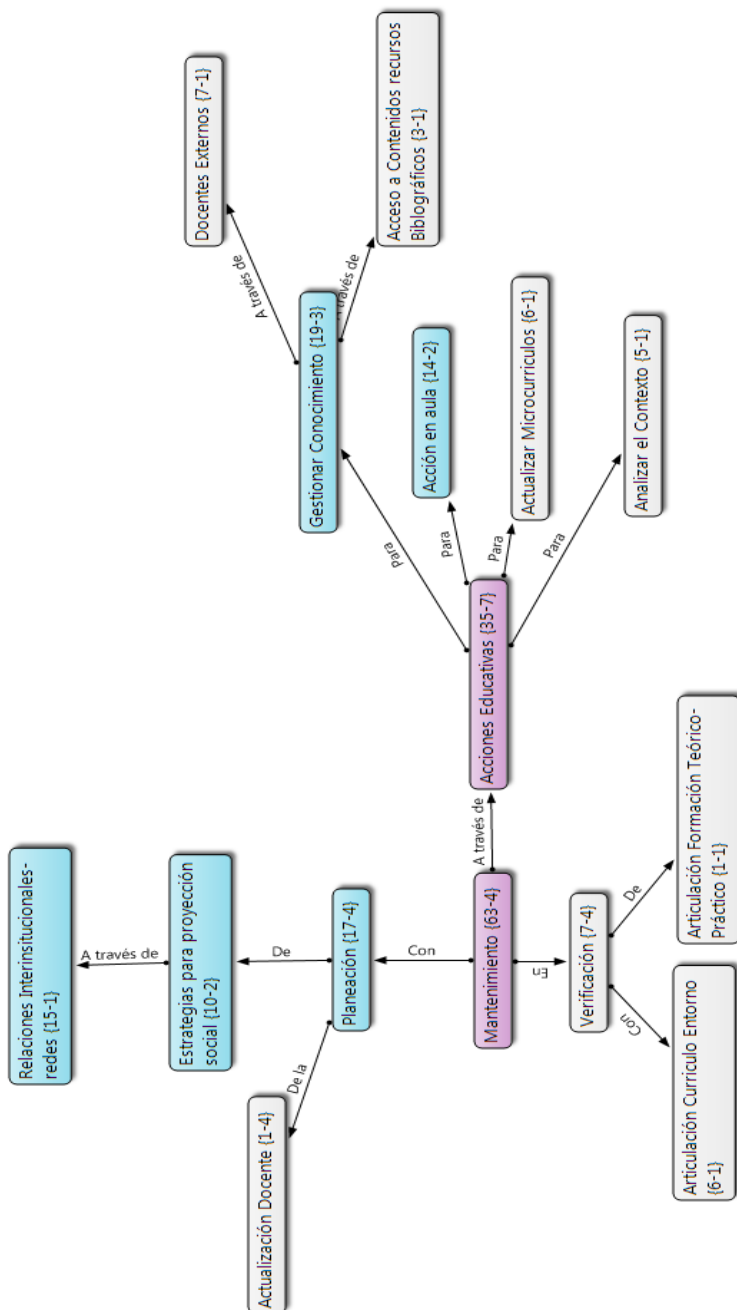 Relaciones Interinsitucionales-
redes {15-1}
A través de
Estrategias para proyección
social {10-2}
De
Actualización Docente {1-4}
De la
Planeación {17-4}
Con
Mantenimiento {63-4}
A través de
Acciones Educativas {35-7}
Para
Gestionar Conocimiento {19-3}
A través de
Docentes Externos {7-1}
A través de
Acceso a Contenidos recursos
Biblográficos {3-1}
Para
Acción en aula {14-2}
Para
Actualizar Microcurriculos {6-1}
Para
Analizar el Contexto {5-1}
En
Verificación {7-4}
Con
Articulación Curriculo Entorno
{6-1}
De
Articulación Formación Teórico-
Práctico {1-1}